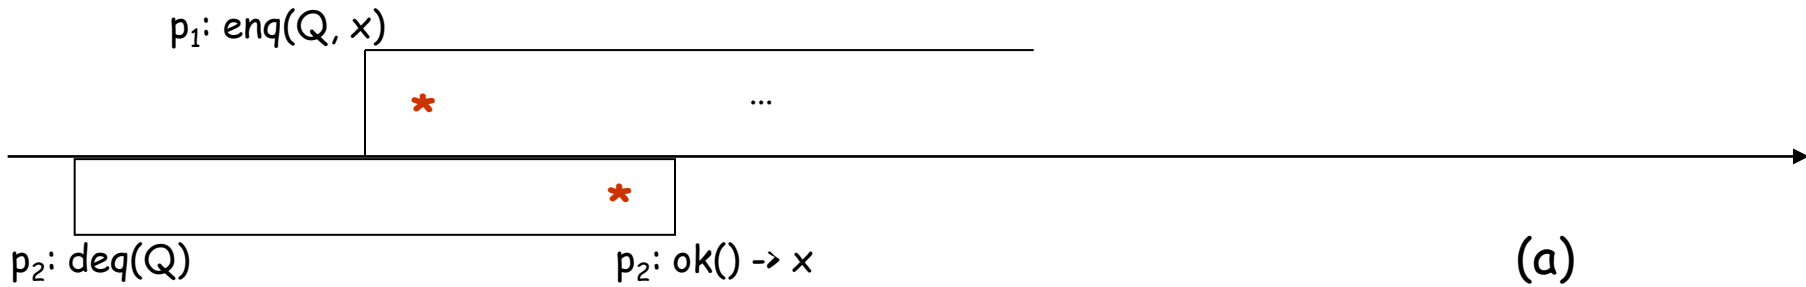 p₁: enq(Q, x)
* ...
*
p₂: deq(Q) p₂: ok() -> x (a)